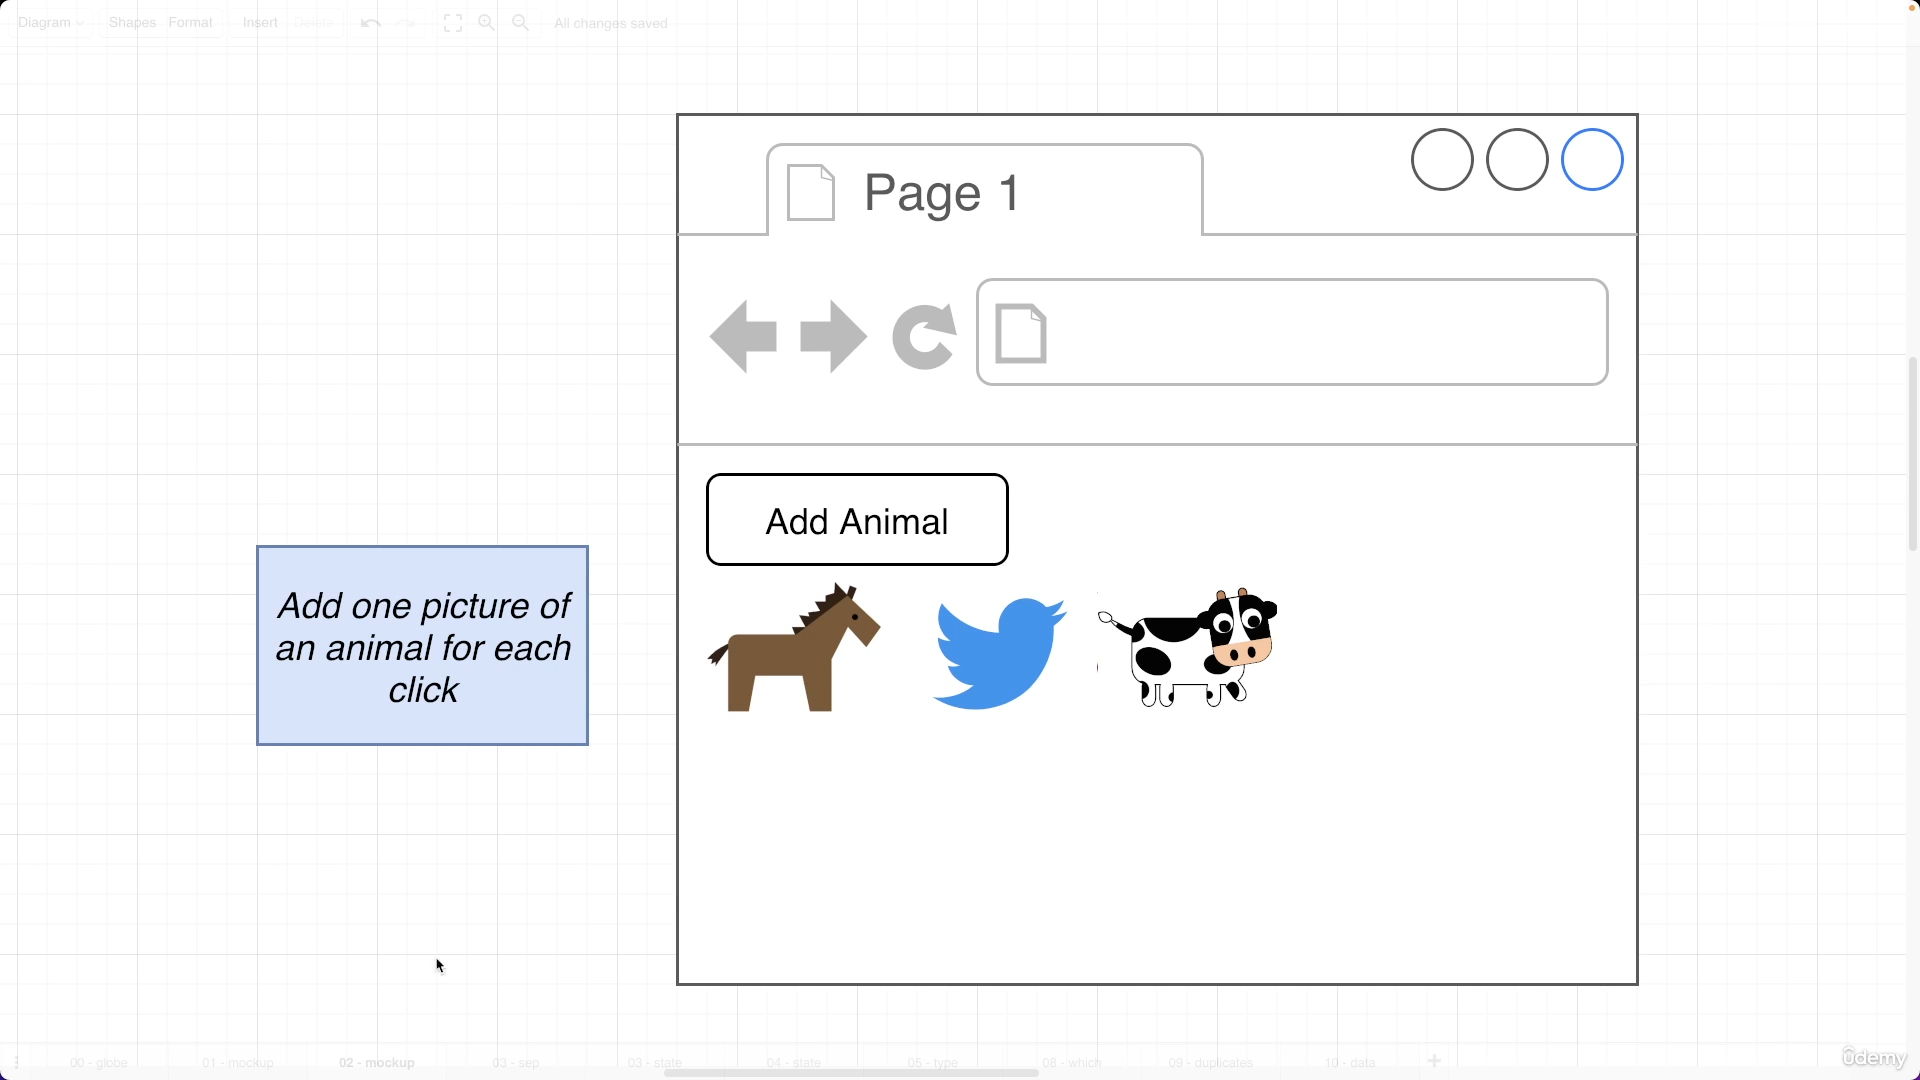 Diagram
Shapes
Format
Insert
Delete
All changes saved
Page 1
Add Animal
Add one picture of
an animal for each
click
00 - globe
01 - mockup
02 - mockup
03 - sep
03 - state
04 - state
05 - type
08 - which
09 - duplicates
10 - data
ûdemy